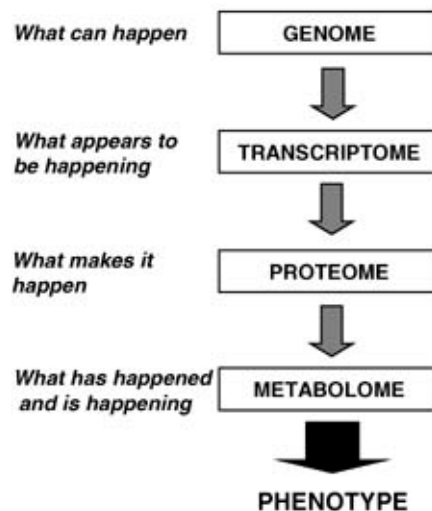 What can happen
GENOME
What appears to
be happening
TRANSCRIPTOME
What makes it
happen
PROTEOME
What has happened
and is happening
METABOLOME
PHENOTYPE